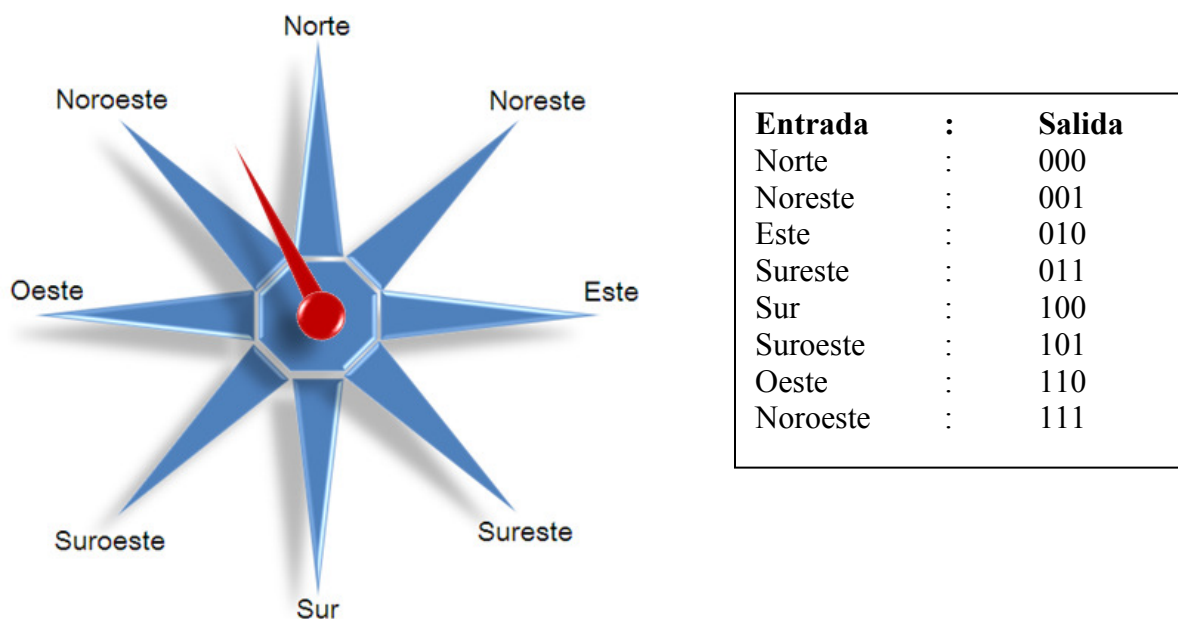 Norte
Noroeste
Noreste
Oeste
Este
Suroeste
Sureste
Sur
Entrada : Salida
Norte : 000
Noreste : 001
Este : 010
Sureste : 011
Sur : 100
Suroeste : 101
Oeste : 110
Noroeste : 111